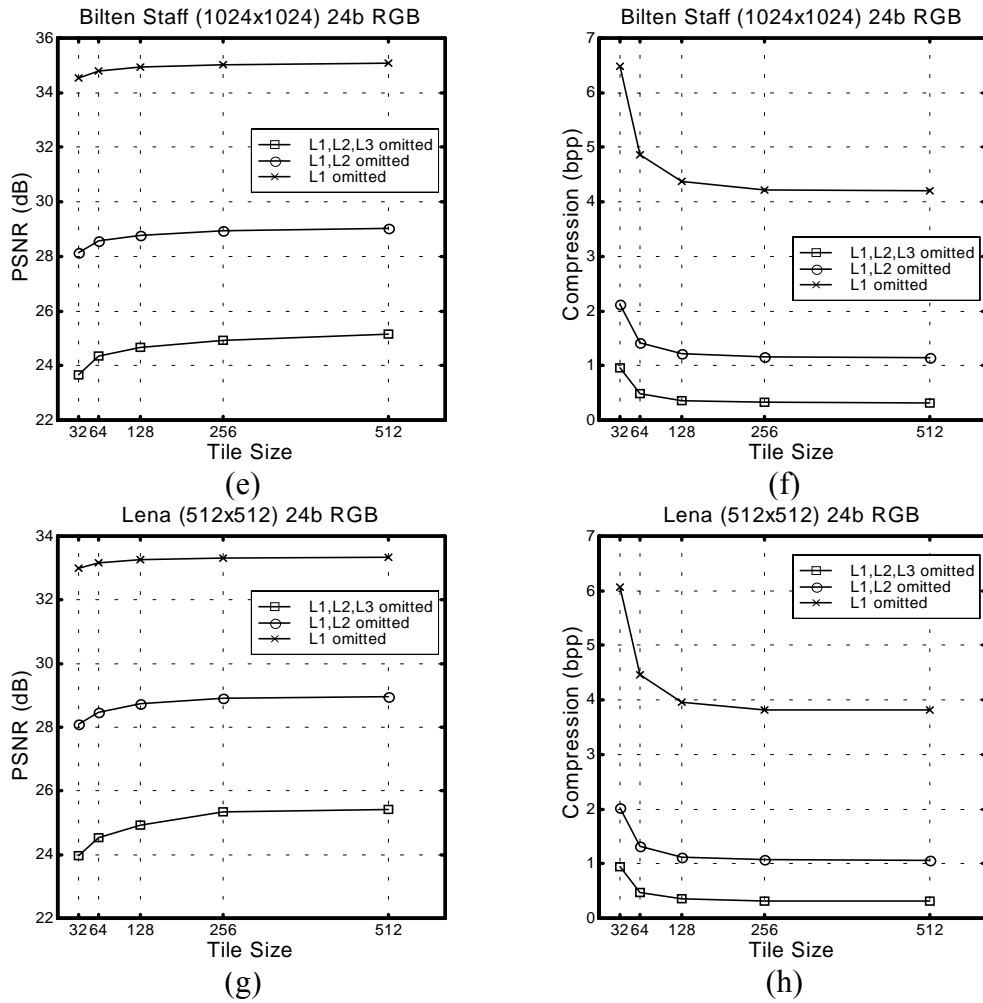 Bilten Staff (1024x1024) 24b RGB
36
34
32
30
28
26
24
22
PSNR (dB)
L1,L2,L3 omitted
L1,L2 omitted
L1 omitted
32 64 128 256 512
Tile Size
(e)
Bilten Staff (1024x1024) 24b RGB
7
6
5
4
3
2
1
0
Compression (bpp)
L1,L2,L3 omitted
L1,L2 omitted
L1 omitted
32 64 128 256 512
Tile Size
(f)
Lena (512x512) 24b RGB
34
32
30
28
26
24
22
PSNR (dB)
L1,L2,L3 omitted
L1,L2 omitted
L1 omitted
32 64 128 256 512
Tile Size
(g)
Lena (512x512) 24b RGB
7
6
5
4
3
2
1
0
Compression (bpp)
L1,L2,L3 omitted
L1,L2 omitted
L1 omitted
32 64 128 256 512
Tile Size
(h)